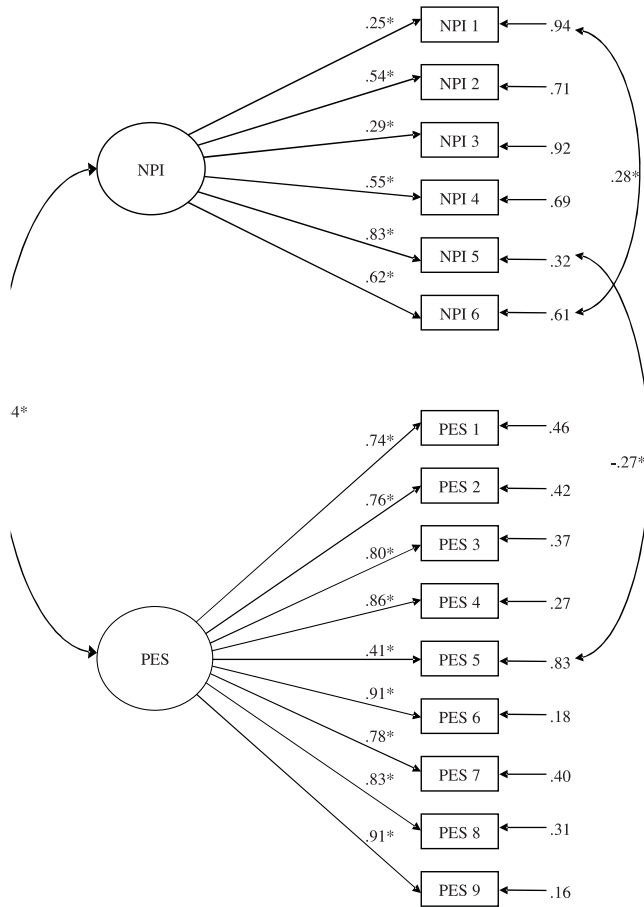 .25* NPI 1 .94
.54* NPI 2 .71
.29* NPI 3 .92
NPI
.28*
.55* NPI 4 .69
.83* NPI 5 .32
.62* NPI 6 .61
4*
.74* PES 1 .46
-.27*
.76* PES 2 .42
.80* PES 3 .37
.86* PES 4 .27
PES
.41* PES 5 .83
.91* PES 6 .18
.78* PES 7 .40
.83* PES 8 .31
.91* PES 9 .16